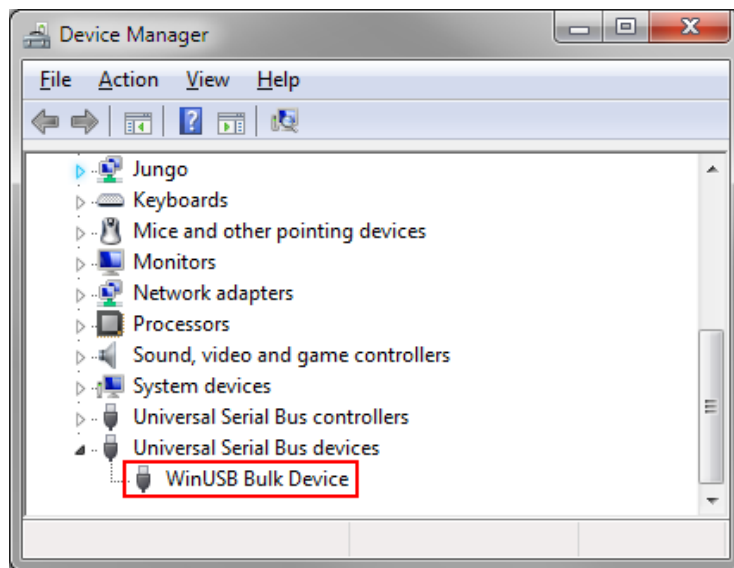 Device Manager
File Action View Help
Jungo
Keyboards
Mice and other pointing devices
Monitors
Network adapters
Processors
Sound, video and game controllers
System devices
Universal Serial Bus controllers
Universal Serial Bus devices
WinUSB Bulk Device